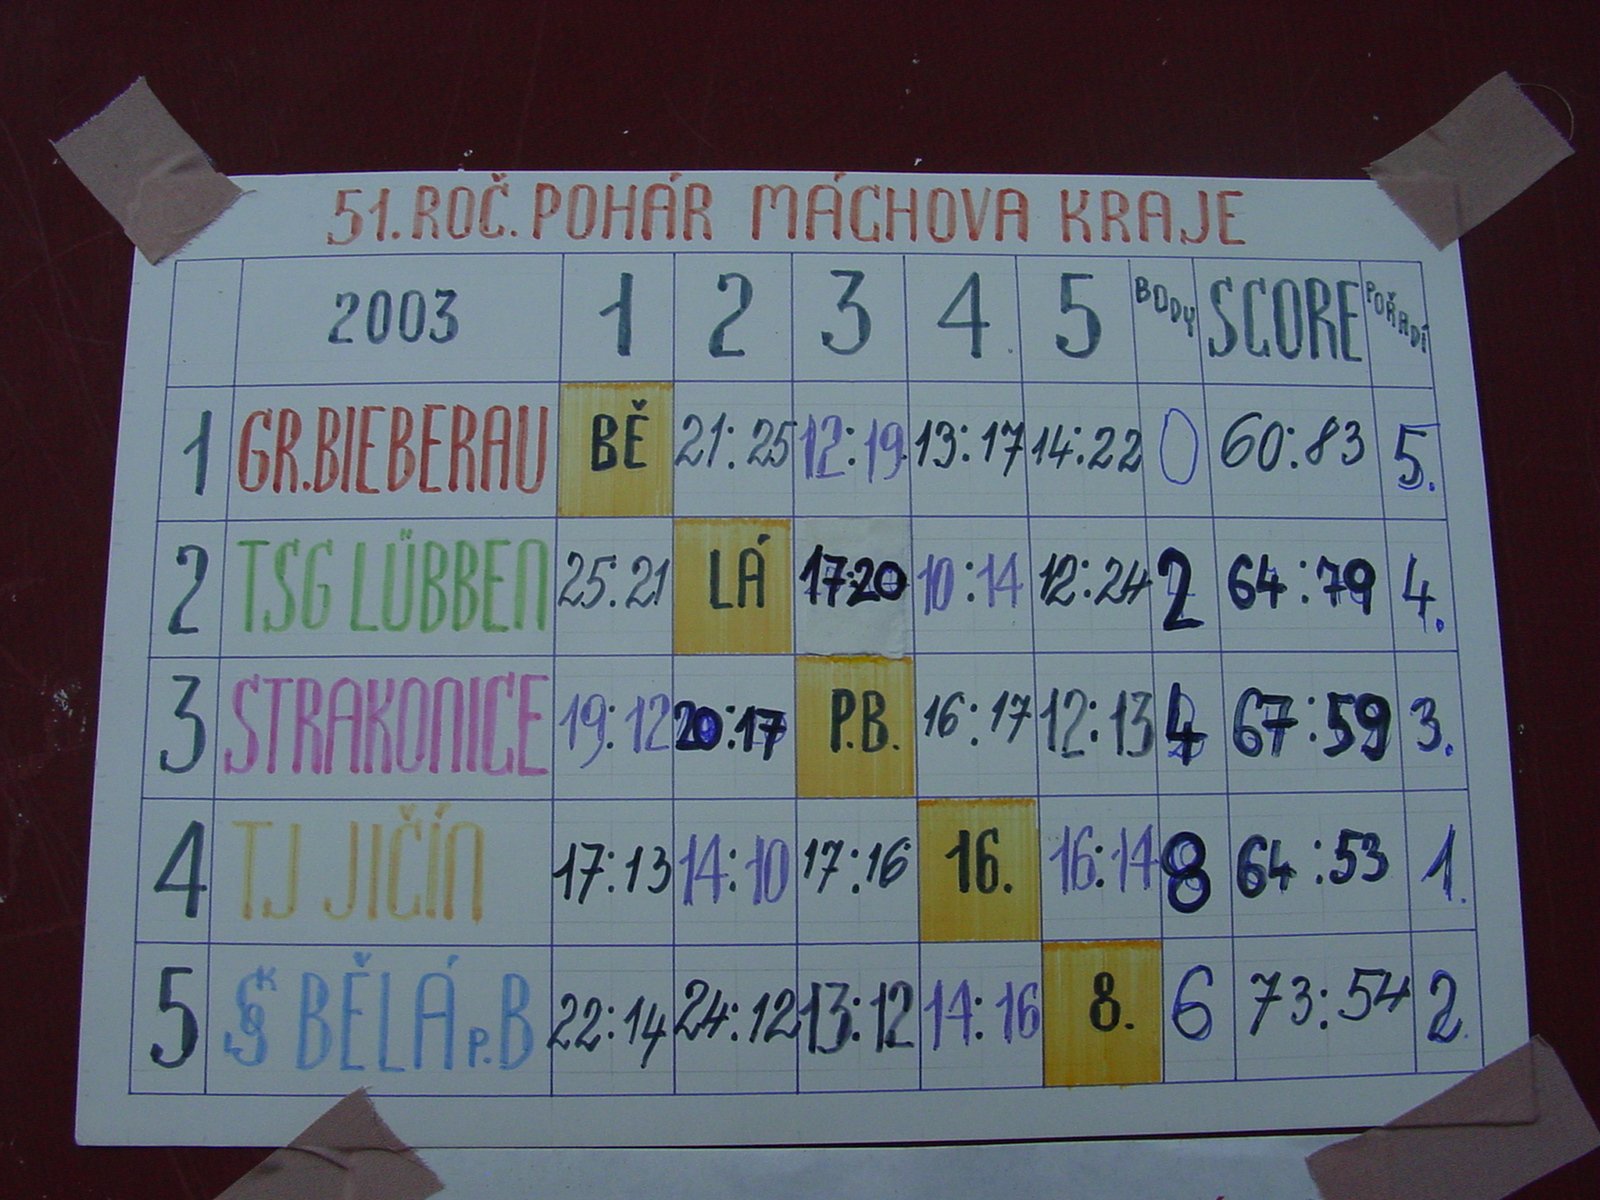 51. ROČ. POHÁR MÁCHOVA KRAJE
2003 1 2 3 4 5 BODY SCORE POŘADÍ
1 GR. BIEBERAU BĚ 21:25 12:19 13:17 14:22 0 60:83 5.
2 TSG LÜBBEN 25.21 LÁ 17:20 10:14 12:24 2 64:79 4.
3 STRAKONICE 19:12 20:17 P.B. 16:17 12:13 4 67:59 3.
4 TJ JIČÍN 17:13 14:10 17:16 16. 16:14 8 64:53 1.
5 BĚLÁ P.B 22:14 24:12 13:12 14:16 8. 6 73:54 2.